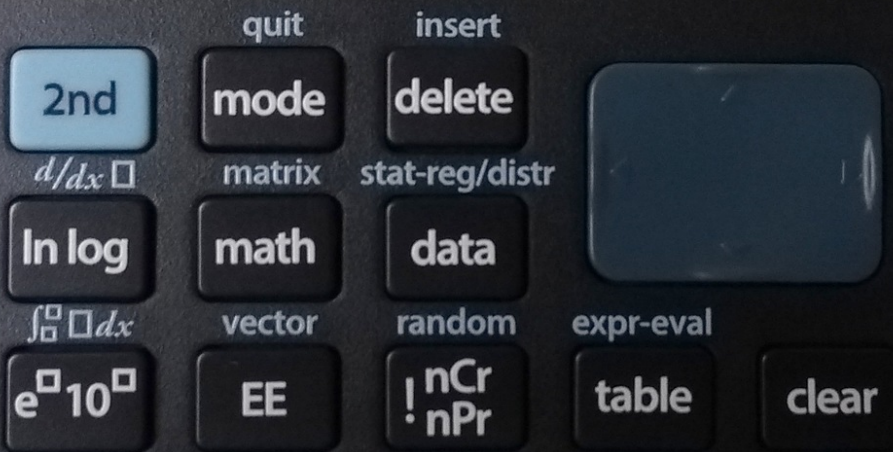 quit insert
2nd mode delete
d/dx □ matrix stat-reg/distr
ln log math data
∫□□ □dx vector random expr-eval
e□ 10□ EE ! nCr nPr table clear